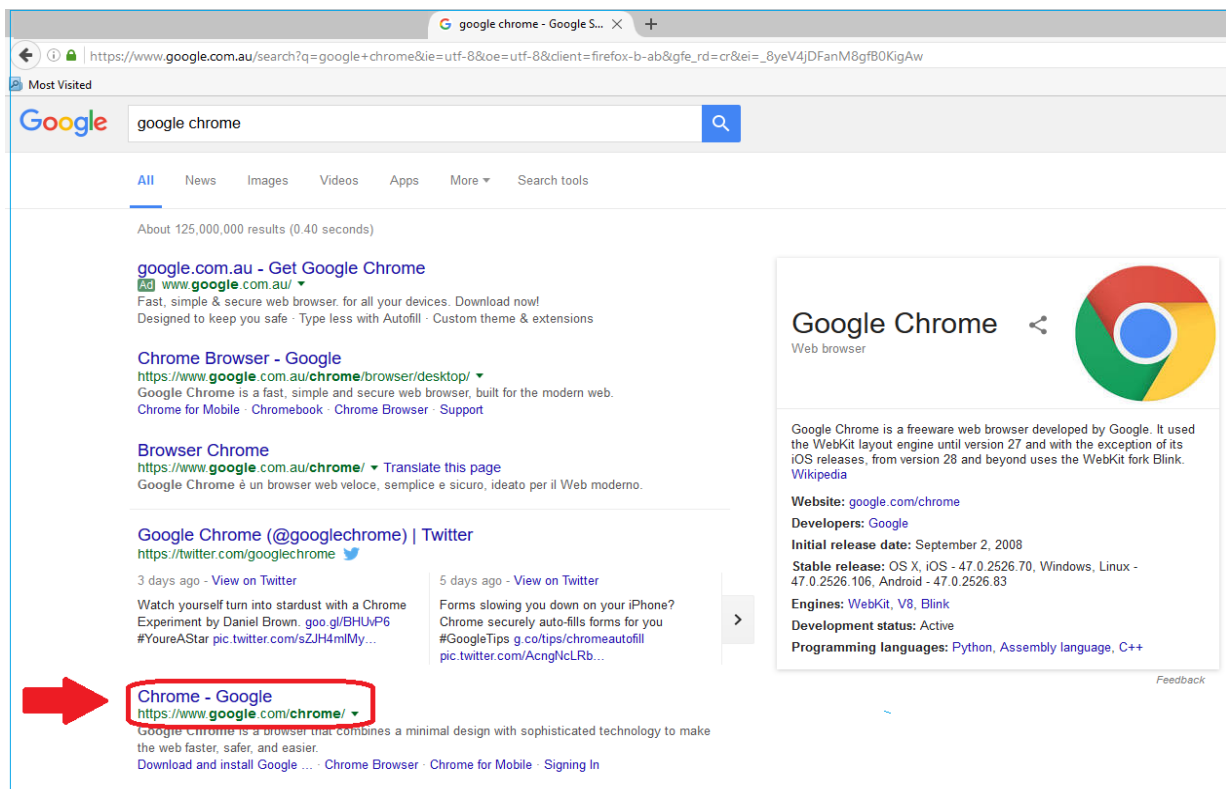 google chrome - Google S...
https://www.google.com.au/search?q=google+chrome&ie=utf-8&oe=utf-8&client=firefox-b-ab&gfe_rd=cr&ei=_8yeV4jDFanM8gfB0KigAw
Most Visited
Google
google chrome
All News Images Videos Apps More Search tools
About 125,000,000 results (0.40 seconds)
google.com.au - Get Google Chrome
Ad www.google.com.au/
Fast, simple & secure web browser. for all your devices. Download now!
Designed to keep you safe · Type less with Autofill · Custom theme & extensions
Chrome Browser - Google
https://www.google.com.au/chrome/browser/desktop/
Google Chrome is a fast, simple and secure web browser, built for the modern web.
Chrome for Mobile · Chromebook · Chrome Browser · Support
Browser Chrome
https://www.google.com.au/chrome/ Translate this page
Google Chrome è un browser web veloce, semplice e sicuro, ideato per il Web moderno.
Google Chrome (@googlechrome) | Twitter
https://twitter.com/googlechrome
3 days ago - View on Twitter
Watch yourself turn into stardust with a Chrome
Experiment by Daniel Brown. goo.gl/BHUvP6
#YoureAStar pic.twitter.com/sZJH4mlMy...
5 days ago - View on Twitter
Forms slowing you down on your iPhone?
Chrome securely auto-fills forms for you
#GoogleTips g.co/tips/chromeautofill
pic.twitter.com/AcngNcLRb...
Chrome - Google
https://www.google.com/chrome/
Google Chrome is a browser that combines a minimal design with sophisticated technology to make
the web faster, safer, and easier.
Download and install Google ... · Chrome Browser · Chrome for Mobile · Signing In
Google Chrome
Web browser
Google Chrome is a freeware web browser developed by Google. It used
the WebKit layout engine until version 27 and with the exception of its
iOS releases, from version 28 and beyond uses the WebKit fork Blink.
Wikipedia
Website: google.com/chrome
Developers: Google
Initial release date: September 2, 2008
Stable release: OS X, iOS - 47.0.2526.70, Windows, Linux -
47.0.2526.106, Android - 47.0.2526.83
Engines: WebKit, V8, Blink
Development status: Active
Programming languages: Python, Assembly language, C++
Feedback